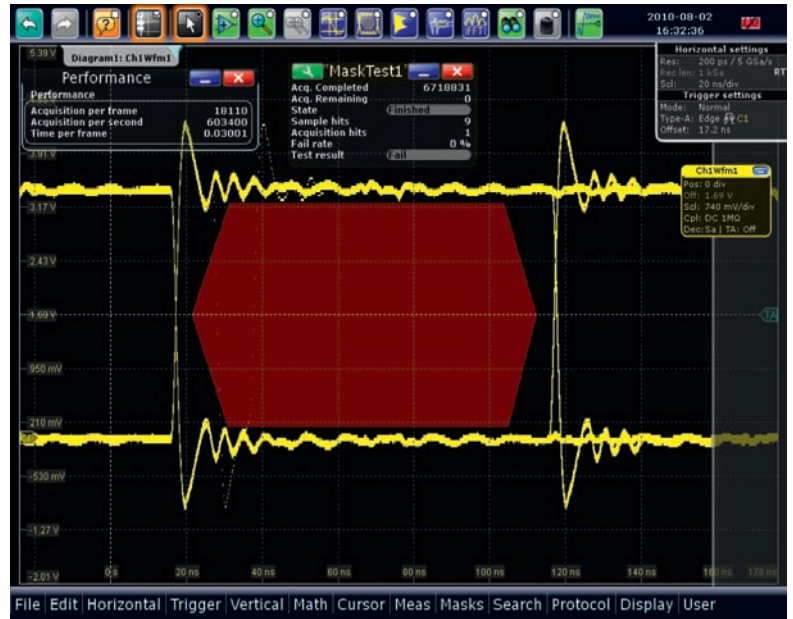 2010-08-02
16:32:36
5.39 V
Diagram1: Ch1Wfm1
Performance
Performance
Acquisition per frame 18110
Acquisition per second 603400
Time per frame 0.03001
MaskTest1
Acq. Completed 6718831
Acq. Remaining 0
State Finished
Sample hits 9
Acquisition hits 1
Fail rate 0 %
Test result Fail
Horizontal settings
Res: 200 ps / 5 GSa/s
Rec len: 1 kSa RT
Scl: 20 ns/div
Trigger settings
Mode: Normal
Type-A: Edge C1
Offset: 17.2 ns
Ch1Wfm1
Pos: 0 div
Off: 1.69 V
Scl: 740 mV/div
Cpl: DC 1MΩ
Dec: Sa | TA: Off
3.91 V
3.17 V
2.43 V
1.69 V
TA
950 mV
210 mV
C1
-530 mV
-1.27 V
-2.01 V
0 s 20 ns 40 ns 60 ns 80 ns 100 ns 120 ns 140 ns 160 ns 178 ns
File Edit Horizontal Trigger Vertical Math Cursor Meas Masks Search Protocol Display User